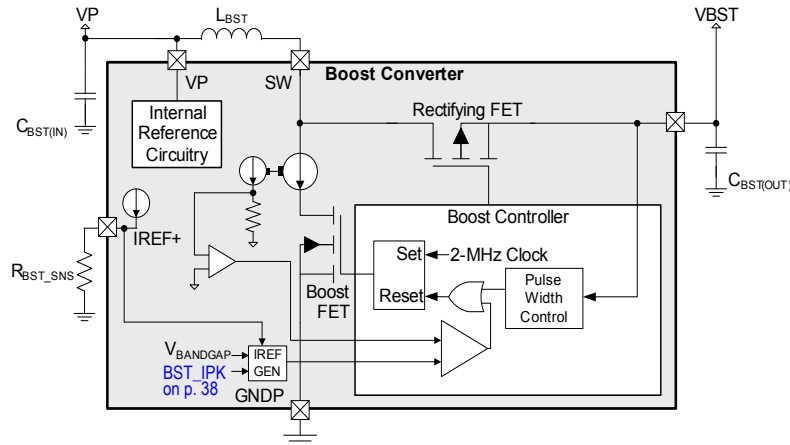 VP
LBST
VBST
VP
SW
Boost Converter
Internal
Reference
Circuitry
Rectifying FET
CBST(IN)
CBST(OUT)
IREF+
Boost Controller
RBST_SNS
Set
2-MHz Clock
Reset
Pulse
Width
Control
Boost
FET
VBANDGAP
IREF
GEN
BST_IPK
on p. 38
GNDP